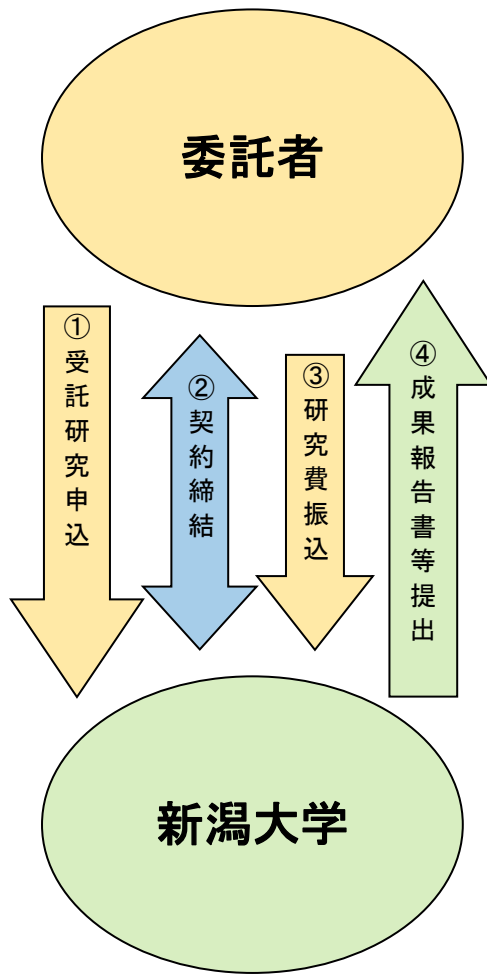 委託者
①受託研究申込
②契約締結
③研究費振込
④成果報告書等提出
新潟大学